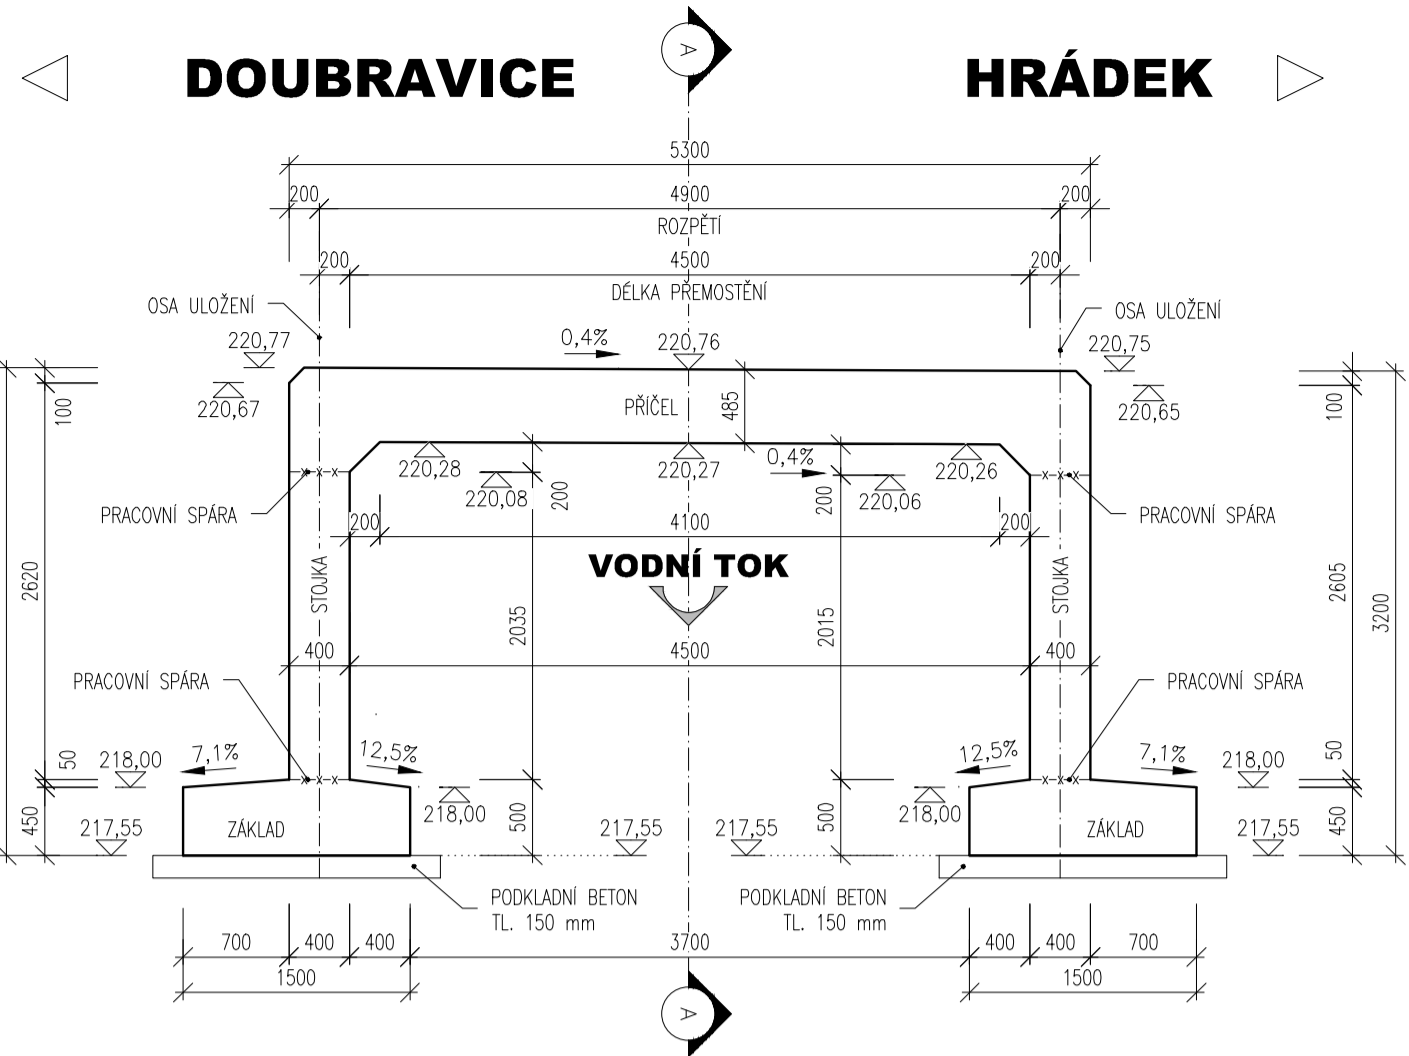 A
DOUBRAVICE HRÁDEK
5300
200 4900 200
ROZPĚTÍ
200 4500 200
DÉLKA PŘEMOSTĚNÍ
OSA ULOŽENÍ OSA ULOŽENÍ
220,77 0,4% 220,76 220,75
100 220,67 PŘÍČEL 485 220,65 100
220,28 220,27 0,4% 220,26
220,08 200 200 220,06
PRACOVNÍ SPÁRA 200 4100 200 PRACOVNÍ SPÁRA
VODNÍ TOK
2620 STOJKA 2035 2015 STOJKA 2605 3200
400 4500 400
PRACOVNÍ SPÁRA PRACOVNÍ SPÁRA
50 218,00 7,1% 12,5% 12,5% 7,1% 218,00 50
450 217,55 ZÁKLAD 218,00 500 217,55 217,55 500 218,00 ZÁKLAD 217,55 450
PODKLADNÍ BETON PODKLADNÍ BETON
TL. 150 mm TL. 150 mm
700 400 400 3700 400 400 700
1500 1500
A